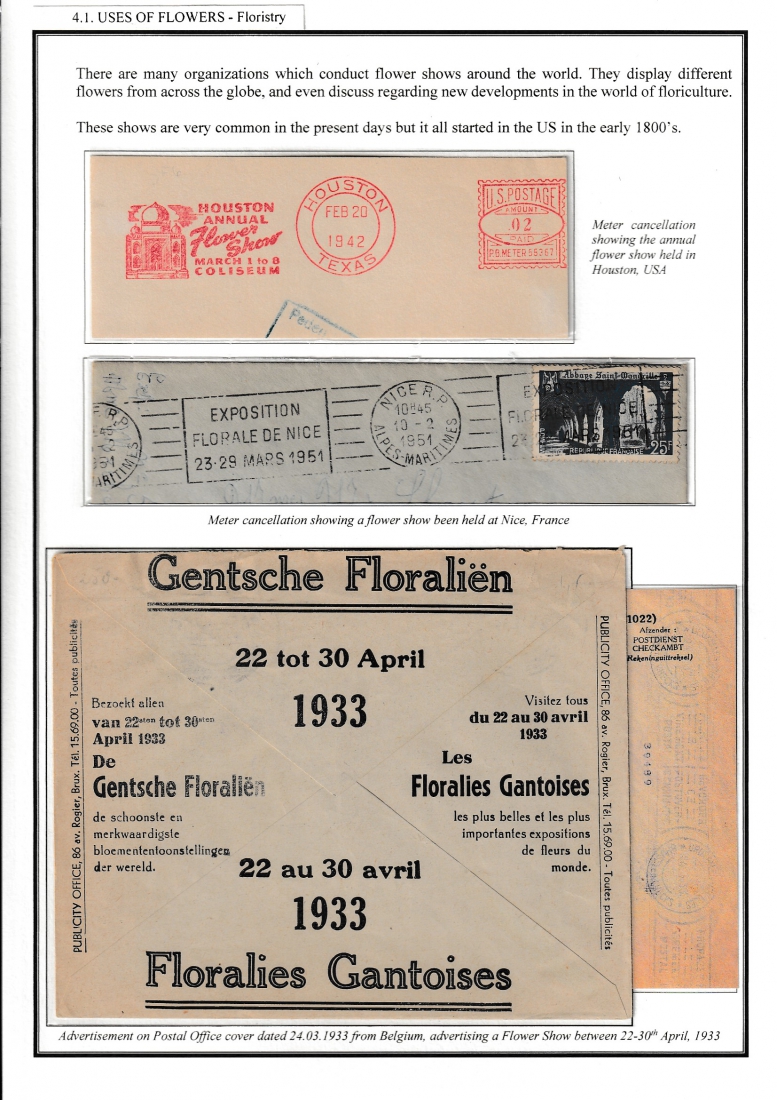 4.1. USES OF FLOWERS - Floristry
There are many organizations which conduct flower shows around the world. They display different
flowers from across the globe, and even discuss regarding new developments in the world of floriculture.
These shows are very common in the present days but it all started in the US in the early 1800's.
HOUSTON
ANNUAL
Flower
Show
MARCH 1 to 8
COLISEUM
HOUSTON
FEB 20
1942
TEXAS
U.S. POSTAGE
AMOUNT
.02
PAID
P.B. METER 55267
Meter cancellation
showing the annual
flower show held in
Houston, USA
EXPOSITION
FLORALE DE NICE
23-29 MARS 1951
NICE R.P.
10H45
10 - 2
1951
ALPES-MARITIMES
Abbaye Saint-Wandrille
REPUBLIQUE FRANÇAISE
25F
Meter cancellation showing a flower show been held at Nice, France
Gentsche Floraliën
22 tot 30 April
1933
Bezoekt allen
van 22sten tot 30sten
April 1933
De
Gentsche Floraliën
de schoonste en
merkwaardigste
bloemententoonstellingen
der wereld.
Visitez tous
du 22 au 30 avril
1933
Les
Floralies Gantoises
les plus belles et les plus
importantes expositions
de fleurs du
monde.
22 au 30 avril
1933
Floralies Gantoises
PUBLICITY OFFICE, 86 av. Rogier, Brux. Tél. 15.69.00 - Toutes publicités
PUBLICITY OFFICE, 86 av. Rogier, Brux. Tél. 15.69.00 - Toutes publicités
1022)
Afzender :
POSTDIENST
CHECKAMBT
(Rekeninguittreksel)
39489
Advertisement on Postal Office cover dated 24.03.1933 from Belgium, advertising a Flower Show between 22-30th April, 1933